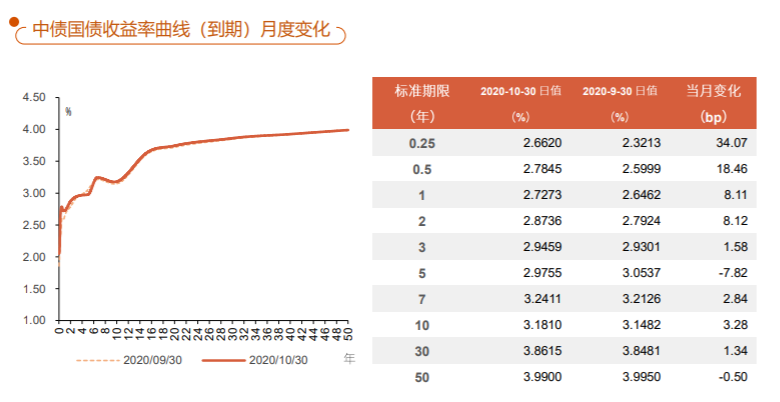 中债国债收益率曲线（到期）月度变化
4.50
4.00
3.50
3.00
2.50
2.00
1.50
1.00
%
0 2 4 6 8 10 12 14 16 18 20 22 24 26 28 30 32 34 36 38 40 42 44 46 48 50
2020/09/30 2020/10/30 年
标准期限 2020-10-30 日值 2020-9-30 日值 当月变化
（年） （%） （%） （bp）
0.25 2.6620 2.3213 34.07
0.5 2.7845 2.5999 18.46
1 2.7273 2.6462 8.11
2 2.8736 2.7924 8.12
3 2.9459 2.9301 1.58
5 2.9755 3.0537 -7.82
7 3.2411 3.2126 2.84
10 3.1810 3.1482 3.28
30 3.8615 3.8481 1.34
50 3.9900 3.9950 -0.50